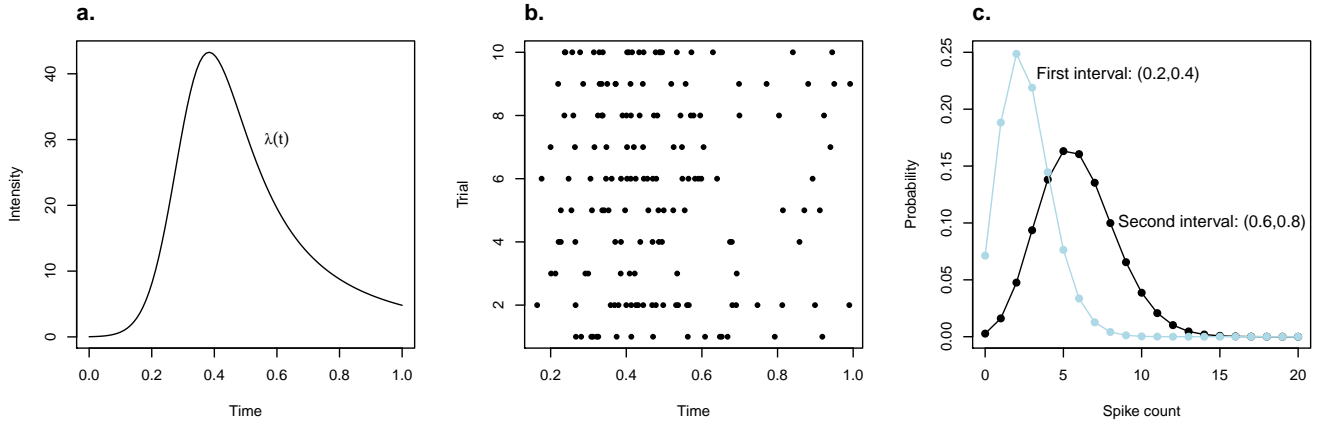 a.
Intensity
0 10 20 30 40
λ(t)
0.0 0.2 0.4 0.6 0.8 1.0
Time
b.
Trial
2 4 6 8 10
0.2 0.4 0.6 0.8 1.0
Time
c.
Probability
0.00 0.05 0.10 0.15 0.20 0.25
First interval: (0.2,0.4)
Second interval: (0.6,0.8)
0 5 10 15 20
Spike count